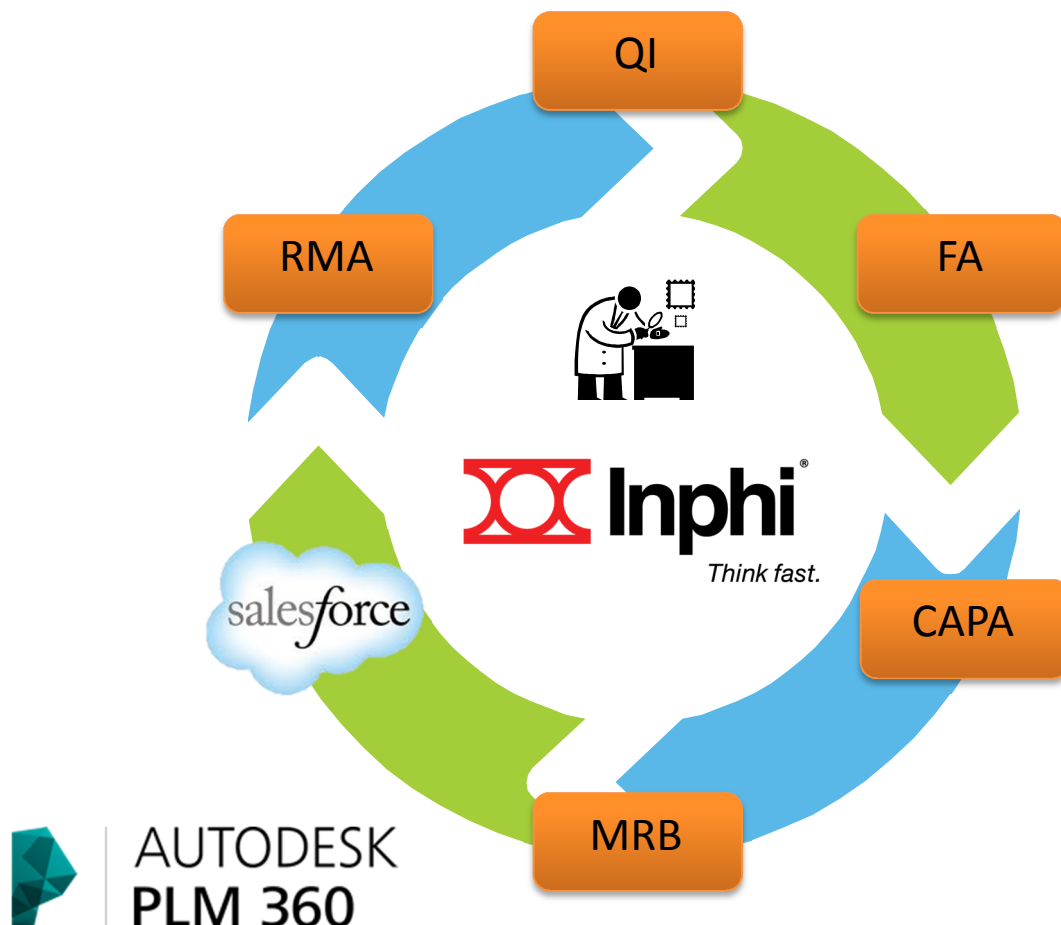 QI
RMA
FA
Inphi®
Think fast.
salesforce
CAPA
MRB
AUTODESK
PLM 360